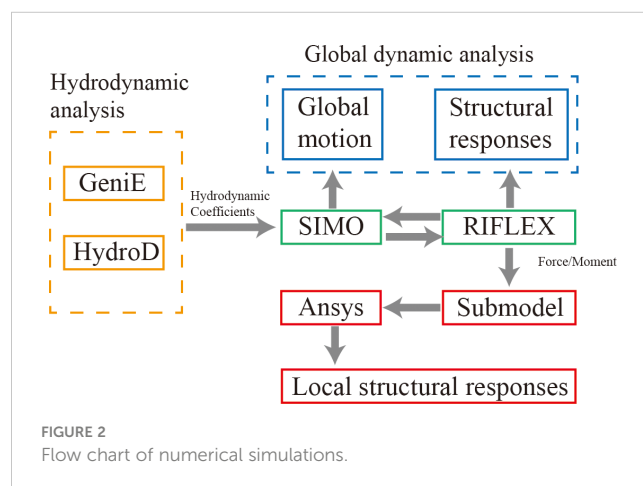 Global dynamic analysis
Hydrodynamic
analysis
Global
motion
Structural
responses
GeniE
HydroD
Hydrodynamic
Coefficients
SIMO
RIFLEX
Force/Moment
Ansys
Submodel
Local structural responses
FIGURE 2
Flow chart of numerical simulations.